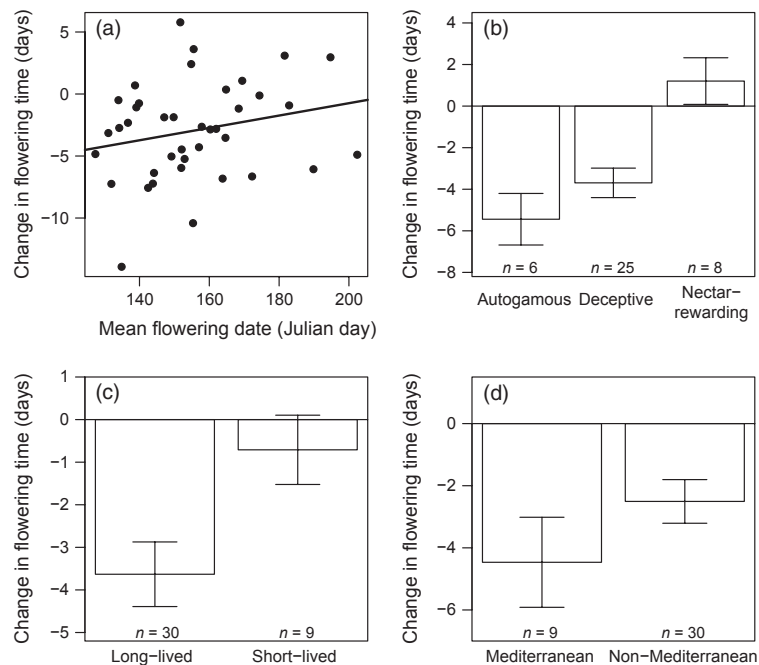 (a)
Change in flowering time (days)
5
0
−5
−10
140 160 180 200
Mean flowering date (Julian day)
(b)
Change in flowering time (days)
4
2
0
−2
−4
−6
−8
n = 6 n = 25 n = 8
Autogamous Deceptive Nectar−
rewarding
(c)
Change in flowering time (days)
1
0
−1
−2
−3
−4
−5
n = 30 n = 9
Long−lived Short−lived
(d)
Change in flowering time (days)
0
−2
−4
−6
n = 9 n = 30
Mediterranean Non−Mediterranean